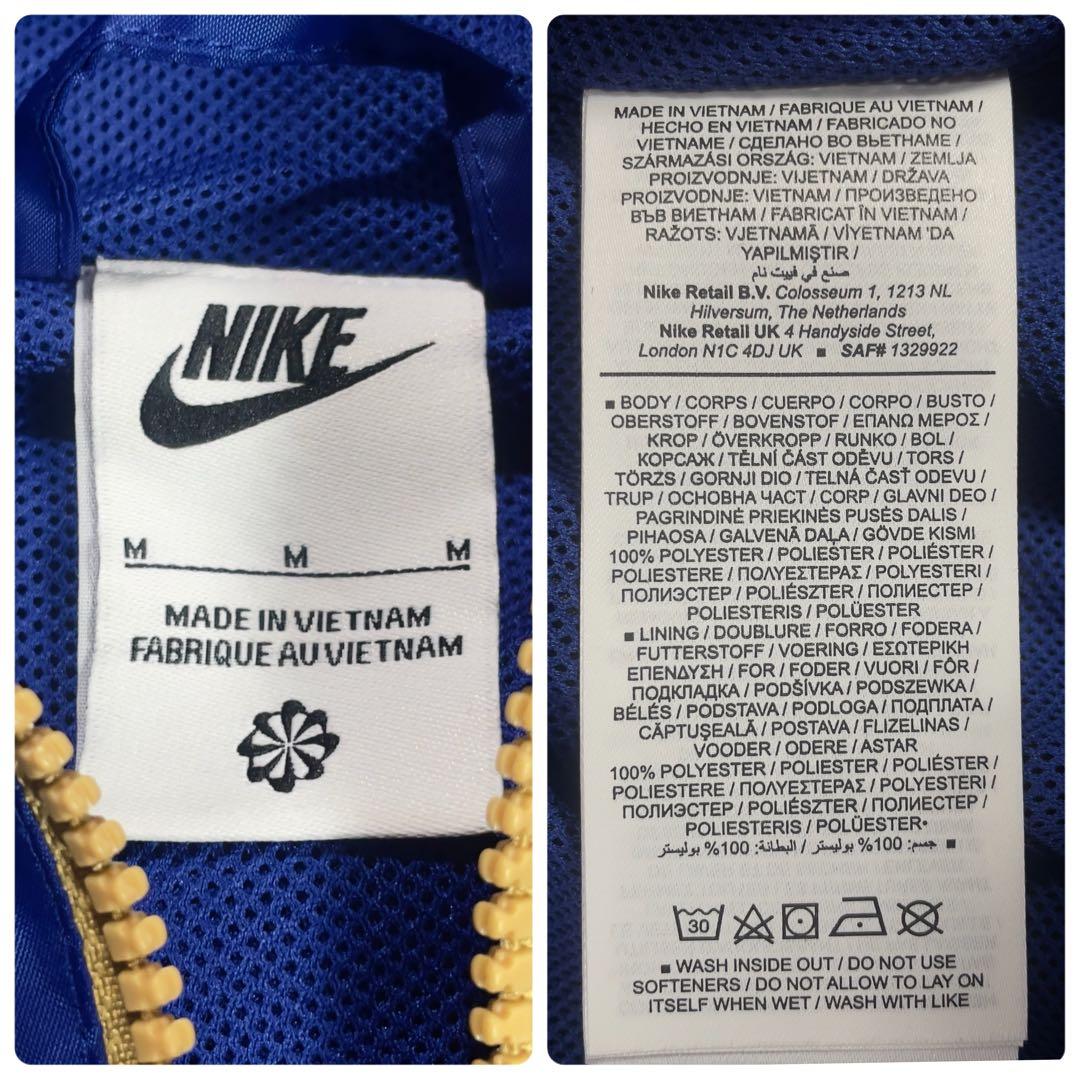 NIKE
M M M
MADE IN VIETNAM
FABRIQUE AU VIETNAM
MADE IN VIETNAM / FABRIQUE AU VIETNAM /
HECHO EN VIETNAM / FABRICADO NO
VIETNAME / СДЕЛАНО ВО ВЬЕТНАМЕ /
SZÁRMAZÁSI ORSZÁG: VIETNAM / ZEMLJA
PROIZVODNJE: VIJETNAM / DRŽAVA
PROIZVODNJE: VIETNAM / ПРОИЗВЕДЕНО
ВЪВ ВИЕТНАМ / FABRICAT ÎN VIETNAM /
RAŽOTS: VJETNAMĀ / VİYETNAM 'DA
YAPILMIŞTIR /
صنع في فييت نام
Nike Retail B.V. Colosseum 1, 1213 NL
Hilversum, The Netherlands
Nike Retail UK 4 Handyside Street,
London N1C 4DJ UK ■ SAF# 1329922
■ BODY / CORPS / CUERPO / CORPO / BUSTO /
OBERSTOFF / BOVENSTOF / ΕΠΑΝΩ ΜΕΡΟΣ /
KROP / ÖVERKROPP / RUNKO / BOL /
КОРСАЖ / TĚLNÍ ČÁST ODĚVU / TORS /
TÖRZS / GORNJI DIO / TELNÁ ČASŤ ODEVU /
TRUP / ОСНОВНА ЧАСТ / CORP / GLAVNI DEO /
PAGRINDINĖ PRIEKINĖS PUSĖS DALIS /
PIHAOSA / GALVENĀ DAĻA / GÖVDE KISMI
100% POLYESTER / POLIESTER / POLIÉSTER /
POLIESTERE / ΠΟΛΥΕΣΤΕΡΑΣ / POLYESTERI /
ПОЛИЭСТЕР / POLIÉSZTER / ПОЛИЕСТЕР /
POLIESTERIS / POLÜESTER
■ LINING / DOUBLURE / FORRO / FODERA /
FUTTERSTOFF / VOERING / ΕΣΩΤΕΡΙΚΗ
ΕΠΕΝΔΥΣΗ / FOR / FODER / VUORI / FÔR /
ПОДКЛАДКА / PODŠÍVKA / PODSZEWKA /
BÉLÉS / PODSTAVA / PODLOGA / ПОДПЛАТА /
CĂPTUȘEALĂ / POSTAVA / FLIZELINAS /
VOODER / ODERE / ASTAR
100% POLYESTER / POLIESTER / POLIÉSTER /
POLIESTERE / ΠΟΛΥΕΣΤΕΡΑΣ / POLYESTERI /
ПОЛИЭСТЕР / POLIÉSZTER / ПОЛИЕСТЕР /
POLIESTERIS / POLÜESTER•
■ جسم: 100% بوليستر / البطانة: 100% بوليستر
30
■ WASH INSIDE OUT / DO NOT USE
SOFTENERS / DO NOT ALLOW TO LAY ON
ITSELF WHEN WET / WASH WITH LIKE